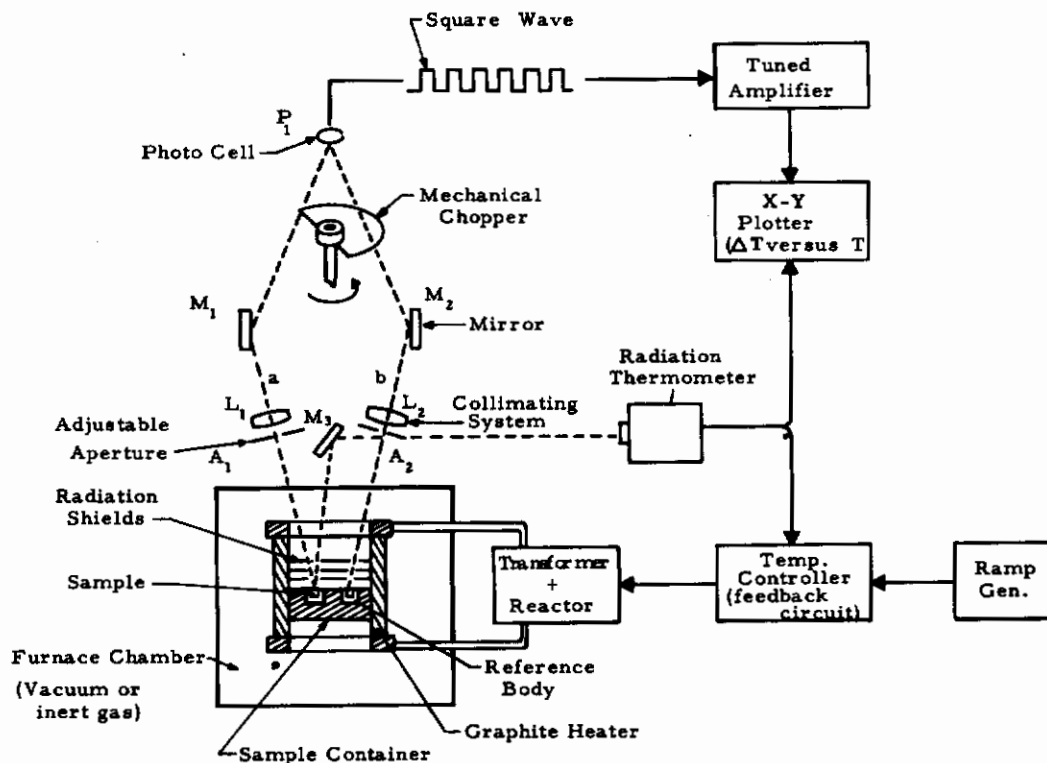 Square Wave
Tuned
Amplifier
P1
Photo Cell
Mechanical
Chopper
X-Y
Plotter
(ΔT versus T
M1
M2
Mirror
Radiation
Thermometer
a
b
L1
L2
Collimating
System
M3
Adjustable
Aperture
A1
A2
Radiation
Shields
Sample
Transformer
+
Reactor
Temp.
Controller
(feedback
circuit)
Ramp
Gen.
Furnace Chamber
(Vacuum or
inert gas)
Reference
Body
Graphite Heater
Sample Container